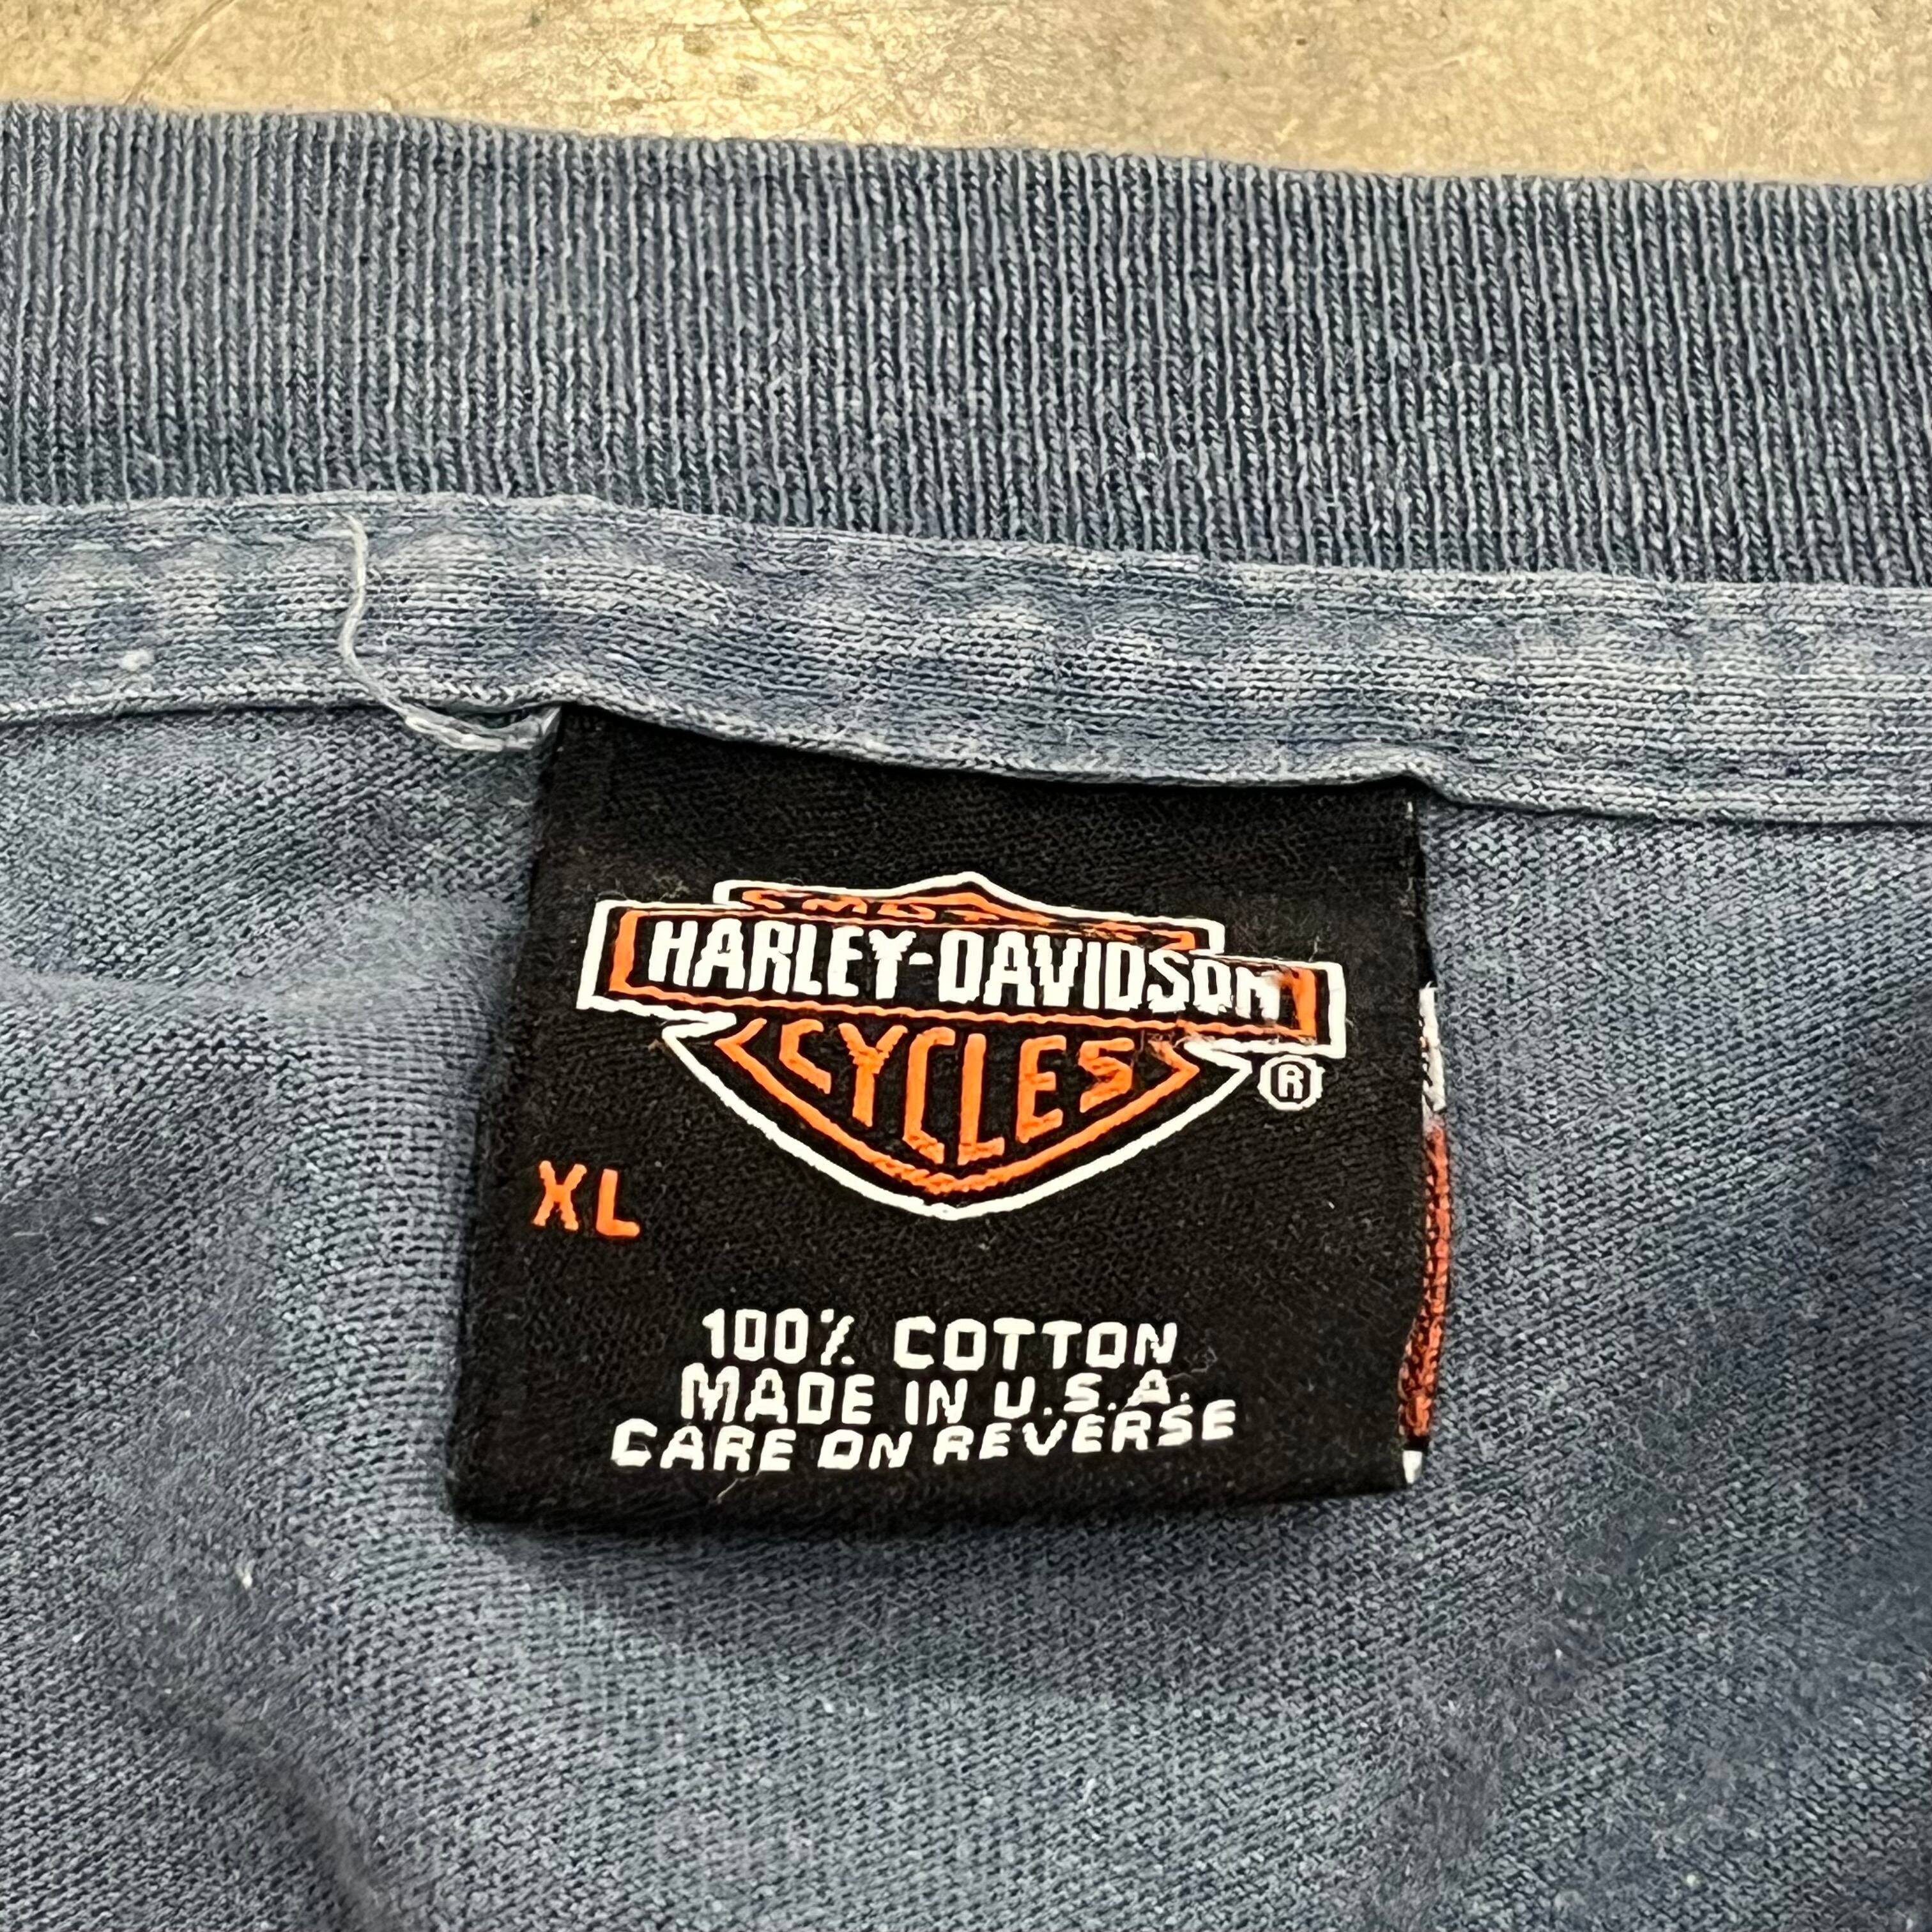 HARLEY-DAVIDSON
CYCLES
®
XL
100% COTTON
MADE IN U.S.A.
CARE ON REVERSE